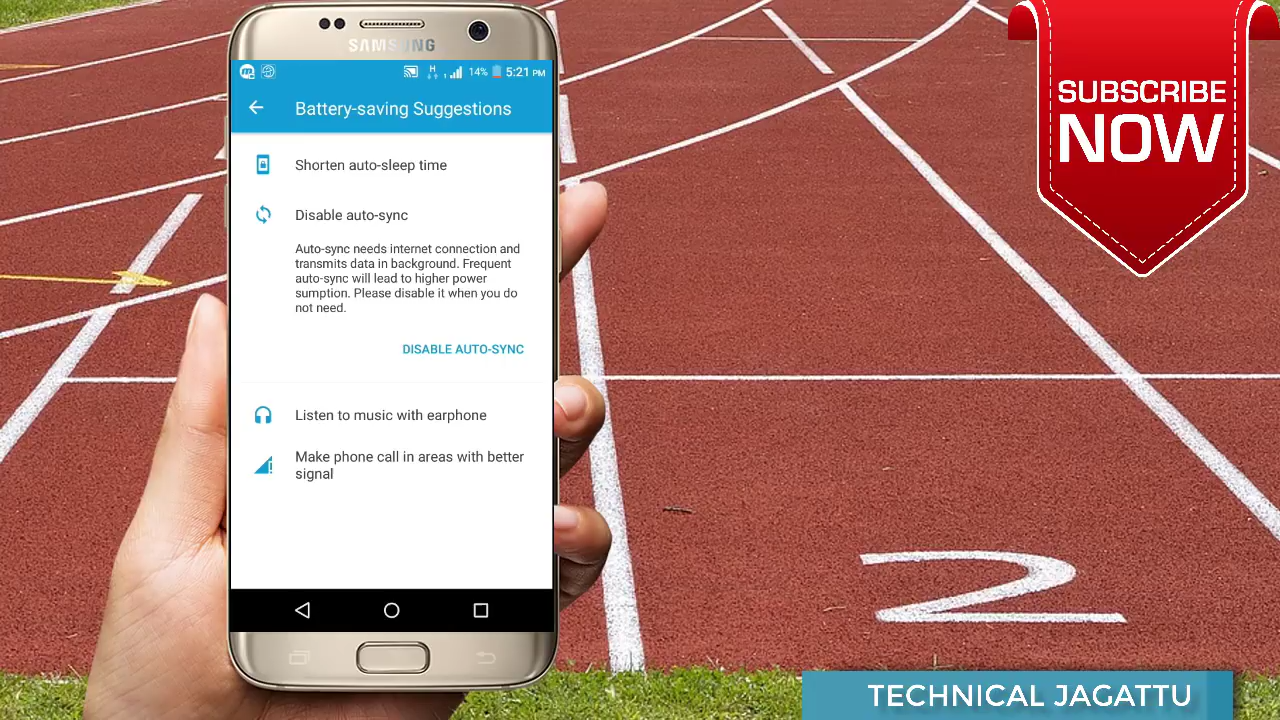 SAMSUNG
H
1
14%
5:21 PM
Battery-saving Suggestions
Shorten auto-sleep time
Disable auto-sync
Auto-sync needs internet connection and
transmits data in background. Frequent
auto-sync will lead to higher power
sumption. Please disable it when you do
not need.
DISABLE AUTO-SYNC
Listen to music with earphone
Make phone call in areas with better
signal
SUBSCRIBE
NOW
2
TECHNICAL JAGATTU